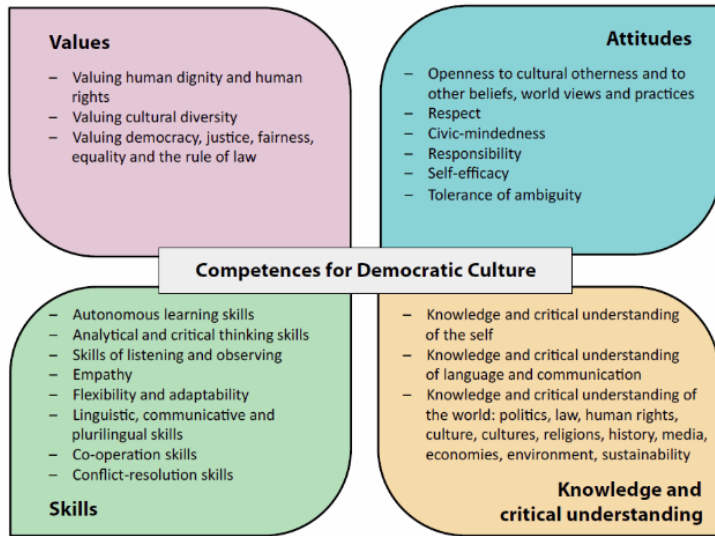 Values
– Valuing human dignity and human
rights
– Valuing cultural diversity
– Valuing democracy, justice, fairness,
equality and the rule of law
Attitudes
– Openness to cultural otherness and to
other beliefs, world views and practices
– Respect
– Civic-mindedness
– Responsibility
– Self-efficacy
– Tolerance of ambiguity
Competences for Democratic Culture
– Autonomous learning skills
– Analytical and critical thinking skills
– Skills of listening and observing
– Empathy
– Flexibility and adaptability
– Linguistic, communicative and
plurilingual skills
– Co-operation skills
– Conflict-resolution skills
Skills
– Knowledge and critical understanding
of the self
– Knowledge and critical understanding
of language and communication
– Knowledge and critical understanding of
the world: politics, law, human rights,
culture, cultures, religions, history, media,
economies, environment, sustainability
Knowledge and
critical understanding